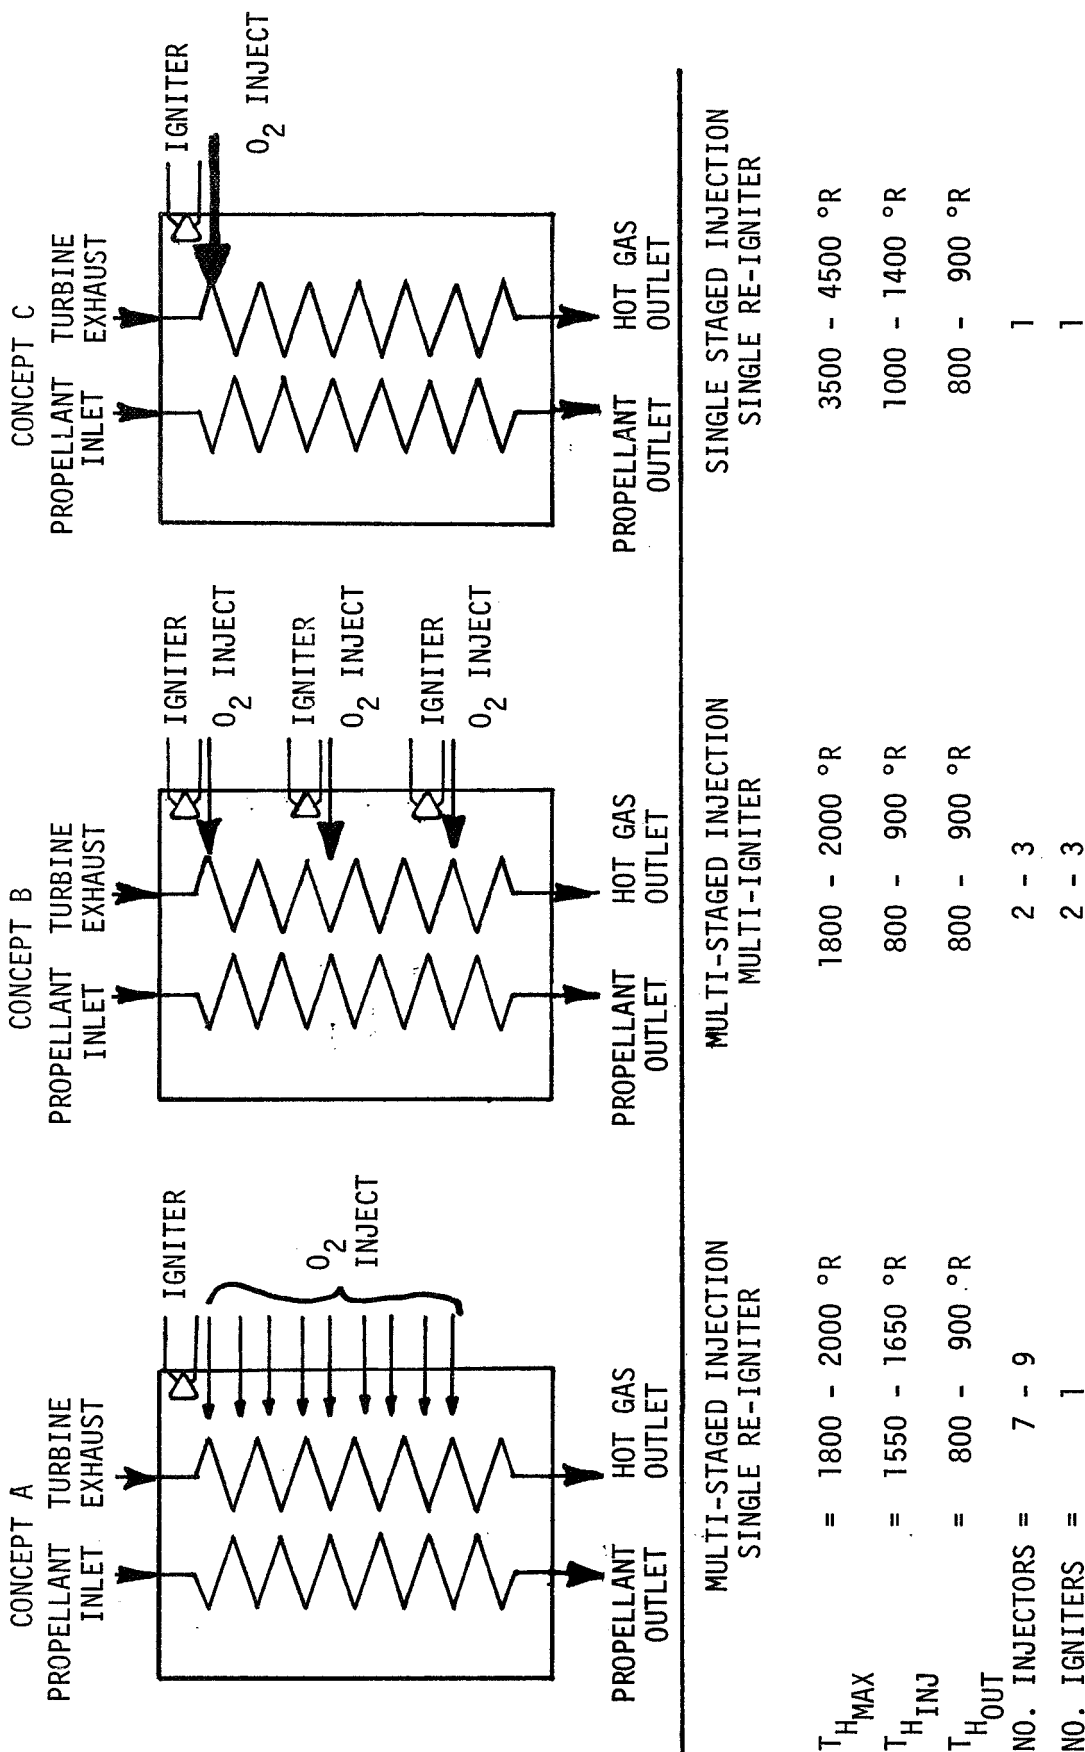 CONCEPT A
PROPELLANT TURBINE
INLET EXHAUST
IGNITER
O2
INJECT
PROPELLANT HOT GAS
OUTLET OUTLET
CONCEPT B
PROPELLANT TURBINE
INLET EXHAUST
IGNITER
O2 INJECT
IGNITER
O2 INJECT
IGNITER
O2 INJECT
PROPELLANT HOT GAS
OUTLET OUTLET
CONCEPT C
PROPELLANT TURBINE
INLET EXHAUST
IGNITER
O2 INJECT
PROPELLANT HOT GAS
OUTLET OUTLET
MULTI-STAGED INJECTION MULTI-STAGED INJECTION SINGLE STAGED INJECTION
SINGLE RE-IGNITER MULTI-IGNITER SINGLE RE-IGNITER
THMAX = 1800 - 2000 °R 1800 - 2000 °R 3500 - 4500 °R
THINJ = 1550 - 1650 °R 800 - 900 °R 1000 - 1400 °R
THOUT = 800 - 900 °R 800 - 900 °R 800 - 900 °R
NO. INJECTORS = 7 - 9 2 - 3 1
NO. IGNITERS = 1 2 - 3 1